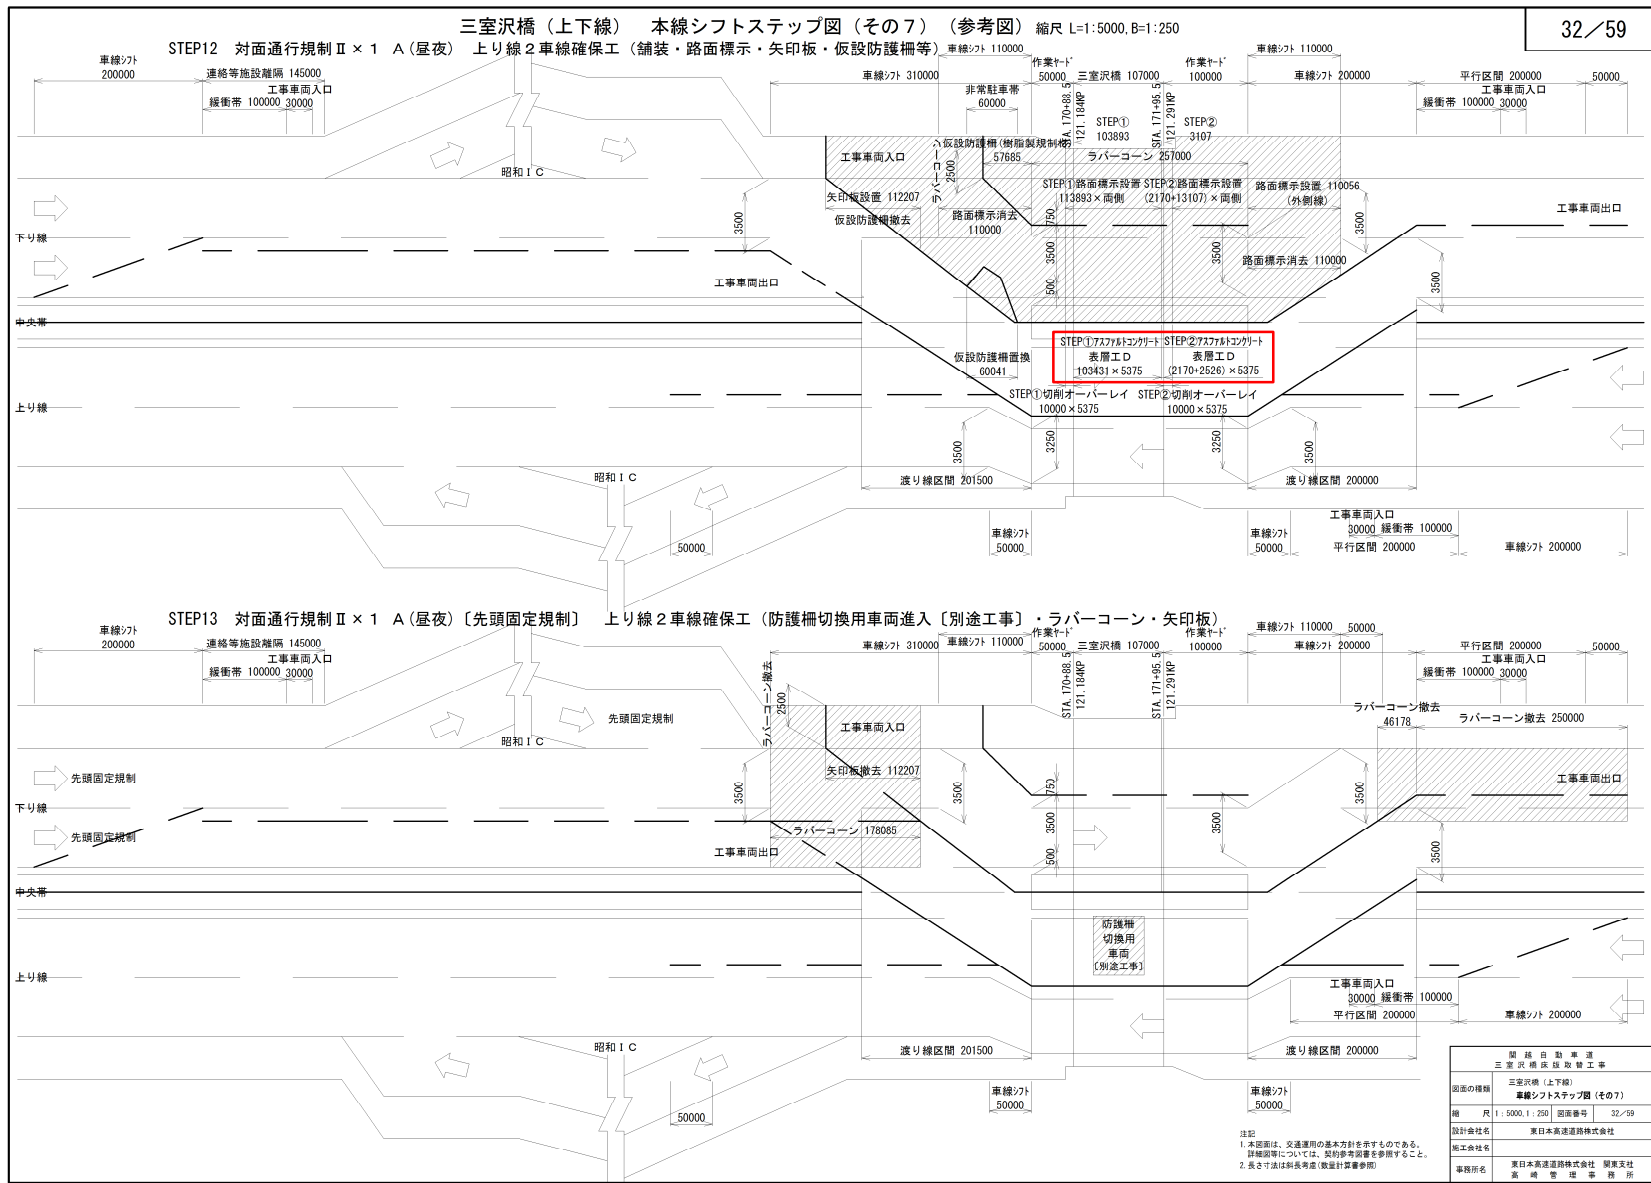 三室沢橋（上下線）　本線シフトステップ図（その７）（参考図） 縮尺 L=1:5000, B=1:250
32／59
STEP12　対面通行規制Ⅱ×１　A（昼夜）　上り線２車線確保工（舗装・路面標示・矢印板・仮設防護柵等）
車線ｼﾌﾄ 110000
車線ｼﾌﾄ 110000
車線ｼﾌﾄ
200000
連絡等施設離隔 145000
工事車両入口
緩衝帯 100000 30000
車線ｼﾌﾄ 310000
作業ﾔｰﾄﾞ
50000
三室沢橋 107000
作業ﾔｰﾄﾞ
100000
車線ｼﾌﾄ 200000
平行区間 200000
50000
工事車両入口
緩衝帯 100000 30000
非常駐車帯
60000
STA. 170+88. 5
121. 184KP
STEP①
103893
STA. 171+95. 5
121. 291KP
STEP②
3107
昭和ＩＣ
工事車両入口
ラバーコーン
2500
仮設防護柵(樹脂製規制材)
57685
ラバーコーン 257000
矢印板設置 112207
仮設防護柵撤去
路面標示消去
110000
STEP①路面標示設置
113893×両側
STEP②路面標示設置
(2170+13107)×両側
路面標示設置 110056
(外側線)
工事車両出口
下り線
3500
750
3500
500
3500
3500
3500
路面標示消去 110000
工事車両出口
中央帯
仮設防護柵置換
60041
STEP①ｱｽﾌｧﾙﾄｺﾝｸﾘｰﾄ
表層工Ｄ
103431×5375
STEP②ｱｽﾌｧﾙﾄｺﾝｸﾘｰﾄ
表層工Ｄ
(2170+2526)×5375
STEP①切削オーバーレイ
10000×5375
STEP②切削オーバーレイ
10000×5375
上り線
3500
3250
3250
3500
昭和ＩＣ
渡り線区間 201500
渡り線区間 200000
50000
車線ｼﾌﾄ
50000
車線ｼﾌﾄ
50000
工事車両入口
30000 緩衝帯 100000
平行区間 200000
車線ｼﾌﾄ 200000
STEP13　対面通行規制Ⅱ×１　A（昼夜）〔先頭固定規制〕　上り線２車線確保工（防護柵切換用車両進入〔別途工事〕・ラバーコーン・矢印板）
車線ｼﾌﾄ
200000
連絡等施設離隔 145000
工事車両入口
緩衝帯 100000 30000
車線ｼﾌﾄ 310000
車線ｼﾌﾄ 110000
作業ﾔｰﾄﾞ
50000
三室沢橋 107000
作業ﾔｰﾄﾞ
100000
車線ｼﾌﾄ 110000
50000
車線ｼﾌﾄ 200000
平行区間 200000
50000
工事車両入口
緩衝帯 100000 30000
ラバーコーン撤去
2500
STA. 170+88. 5
121. 184KP
STA. 171+95. 5
121. 291KP
先頭固定規制
昭和ＩＣ
工事車両入口
ラバーコーン撤去
46178
ラバーコーン撤去 250000
先頭固定規制
矢印板撤去 112207
工事車両出口
下り線
3500
3500
750
3500
500
3500
3500
3500
先頭固定規制
ラバーコーン 178085
工事車両出口
中央帯
防護柵
切換用
車両
〔別途工事〕
上り線
工事車両入口
30000 緩衝帯 100000
平行区間 200000
車線ｼﾌﾄ 200000
昭和ＩＣ
渡り線区間 201500
渡り線区間 200000
50000
車線ｼﾌﾄ
50000
車線ｼﾌﾄ
50000
注記
1. 本図面は、交通運用の基本方針を示すものである。
詳細図等については、契約参考図書を参照すること。
2. 長さ寸法は斜長考慮（数量計算書参照）
関越自動車道
三室沢橋床版取替工事
図面の種類
三室沢橋（上下線）
車線シフトステップ図（その７）
縮尺
1：5000, 1：250
図面番号
32／59
設計会社名
東日本高速道路株式会社
施工会社名
事務所名
東日本高速道路株式会社　関東支社
高崎管理事務所